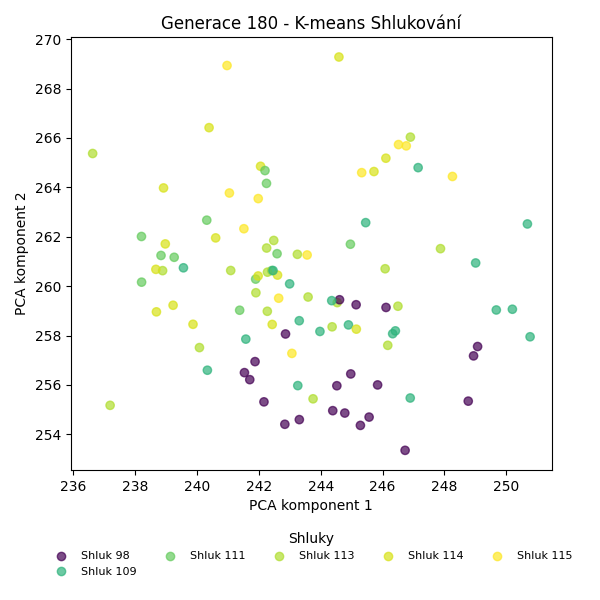 Generace 180 - K-means Shlukování
270
268
266
264
262
260
258
256
254
PCA komponent 2
236 238 240 242 244 246 248 250
PCA komponent 1
Shluky
Shluk 98 Shluk 111 Shluk 113 Shluk 114 Shluk 115
Shluk 109